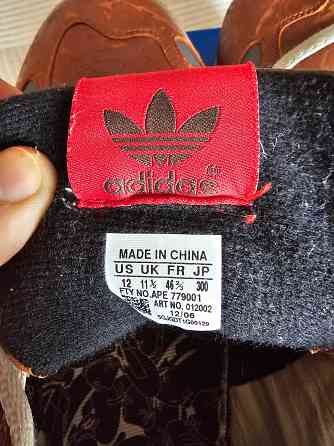 adidas®
MADE IN CHINA
US UK FR JP
12 11½ 46⅔ 300
FTY NO.APE 779001
ART NO. 012002
12/06